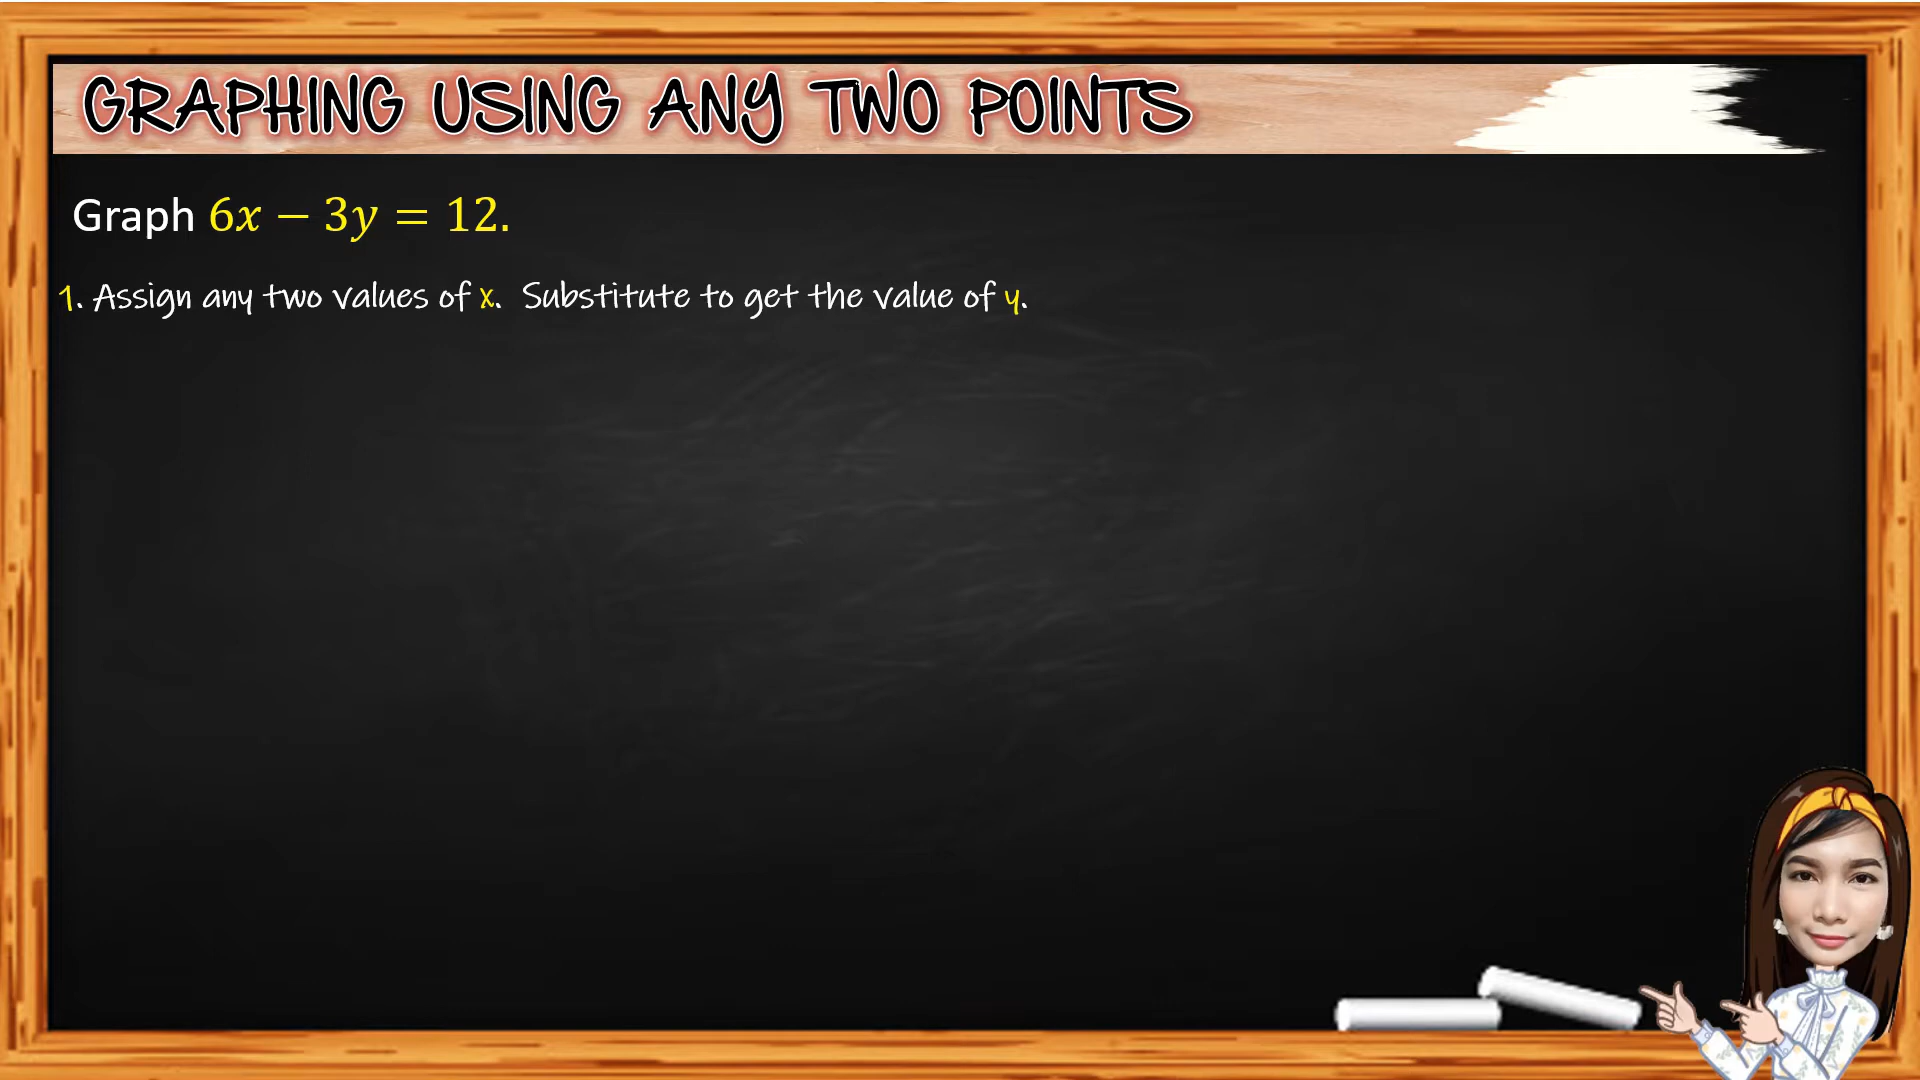 GRAPHING USING ANY TWO POINTS
Graph 6x − 3y = 12.
1. Assign any two values of x. Substitute to get the value of y.